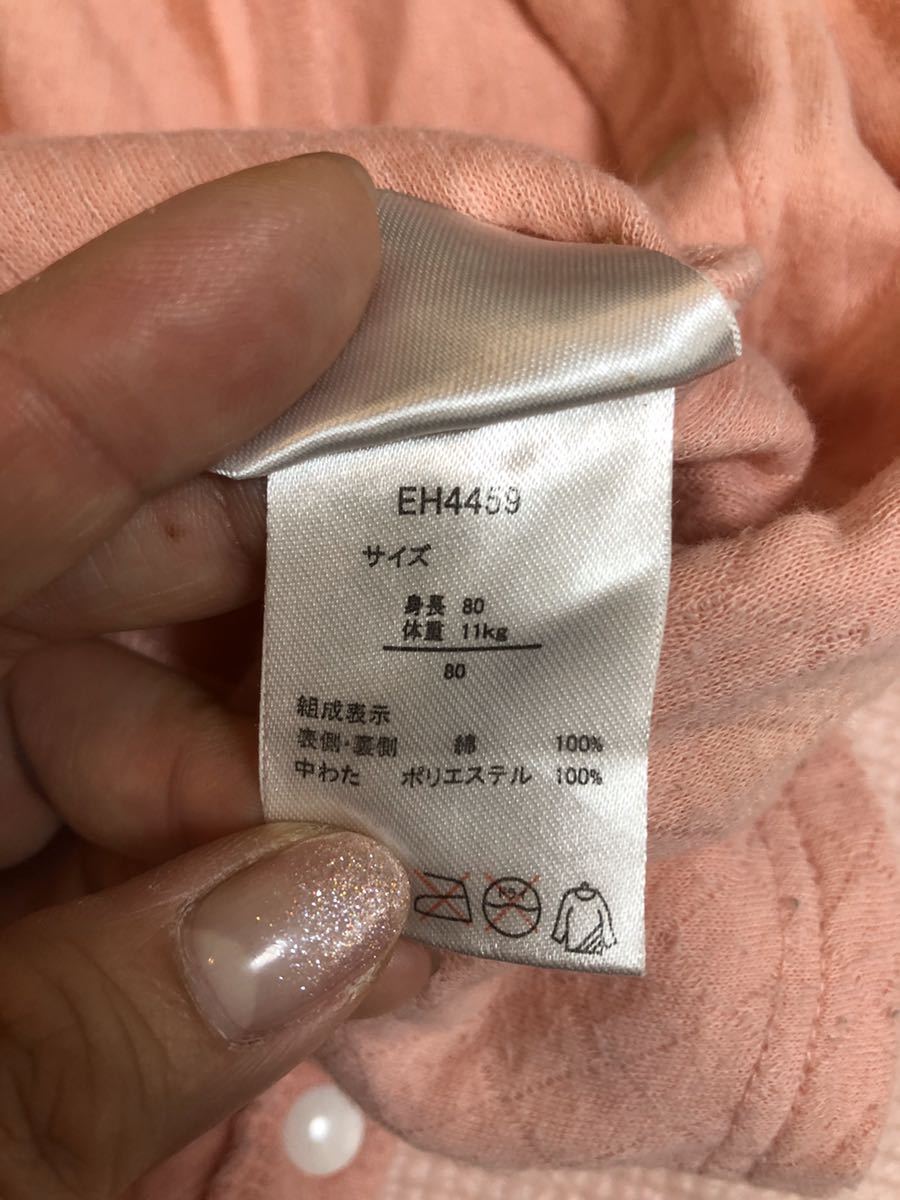 EH4459
サイズ
身長 80
体重 11kg
80
組成表示
表側・裏側 綿 100%
中わた ポリエステル 100%